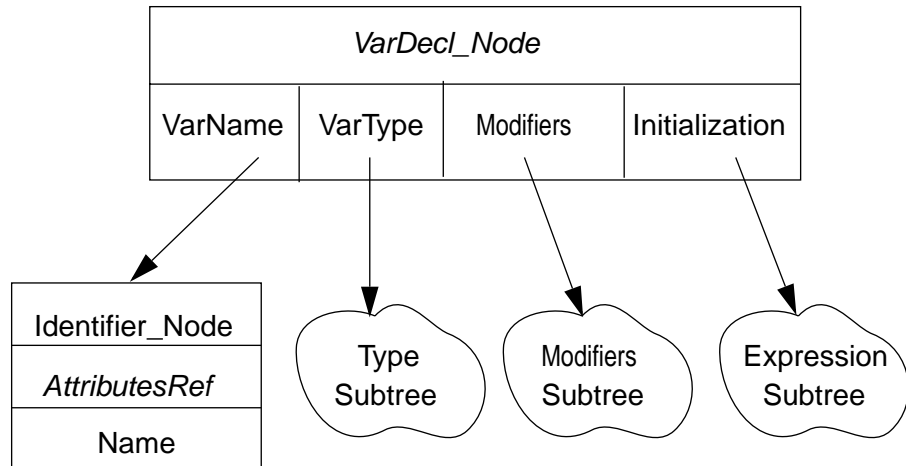 VarDecl_Node
VarName VarType Modifiers Initialization
Identifier_Node
AttributesRef
Name
Type
Subtree
Modifiers
Subtree
Expression
Subtree